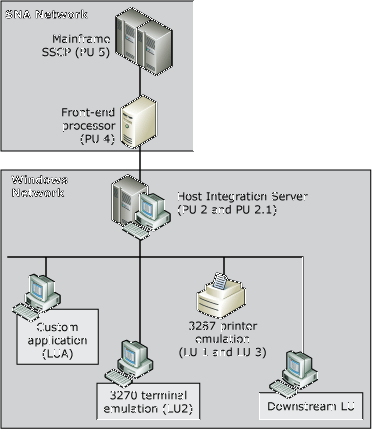 SNA Network
Mainframe
SSCP (PU 5)
Front-end
processor
(PU 4)
Windows
Network
Host Integration Server
(PU 2 and PU 2.1)
Custom
application
(LUA)
3287 printer
emulation
(LU 1 and LU 3)
3270 terminal
emulation (LU2)
Downstream LU